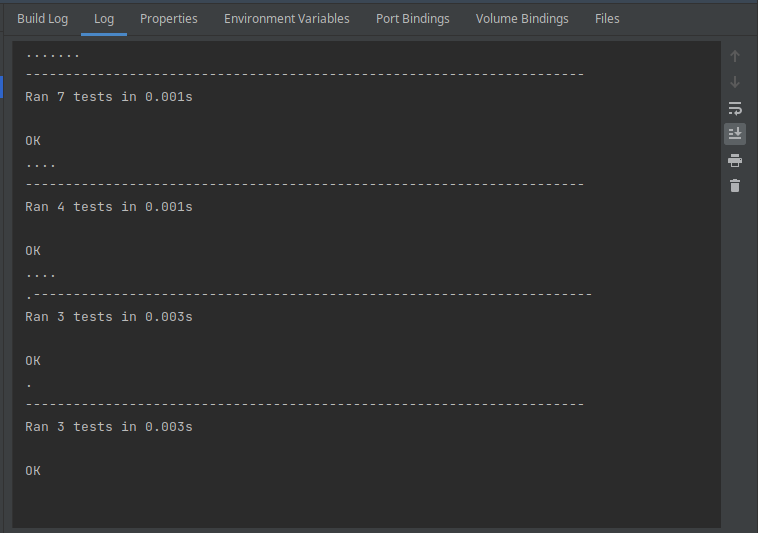 Build Log Log Properties Environment Variables Port Bindings Volume Bindings Files
.......
----------------------------------------------------------------------
Ran 7 tests in 0.001s
OK
....
----------------------------------------------------------------------
Ran 4 tests in 0.001s
OK
....
.----------------------------------------------------------------------
Ran 3 tests in 0.003s
OK
.
----------------------------------------------------------------------
Ran 3 tests in 0.003s
OK